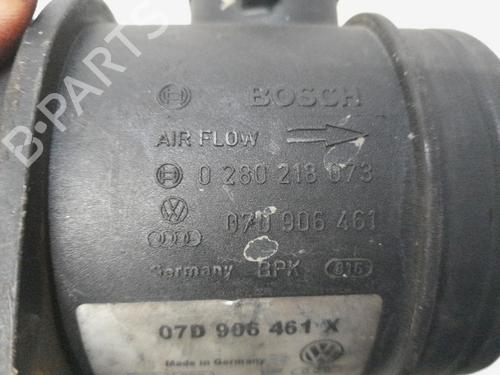 B-PARTS
BOSCH
AIR FLOW
0 280 218 073
07D 906 461
Germany BPK 916
07D 906 461 X
Made in Germany